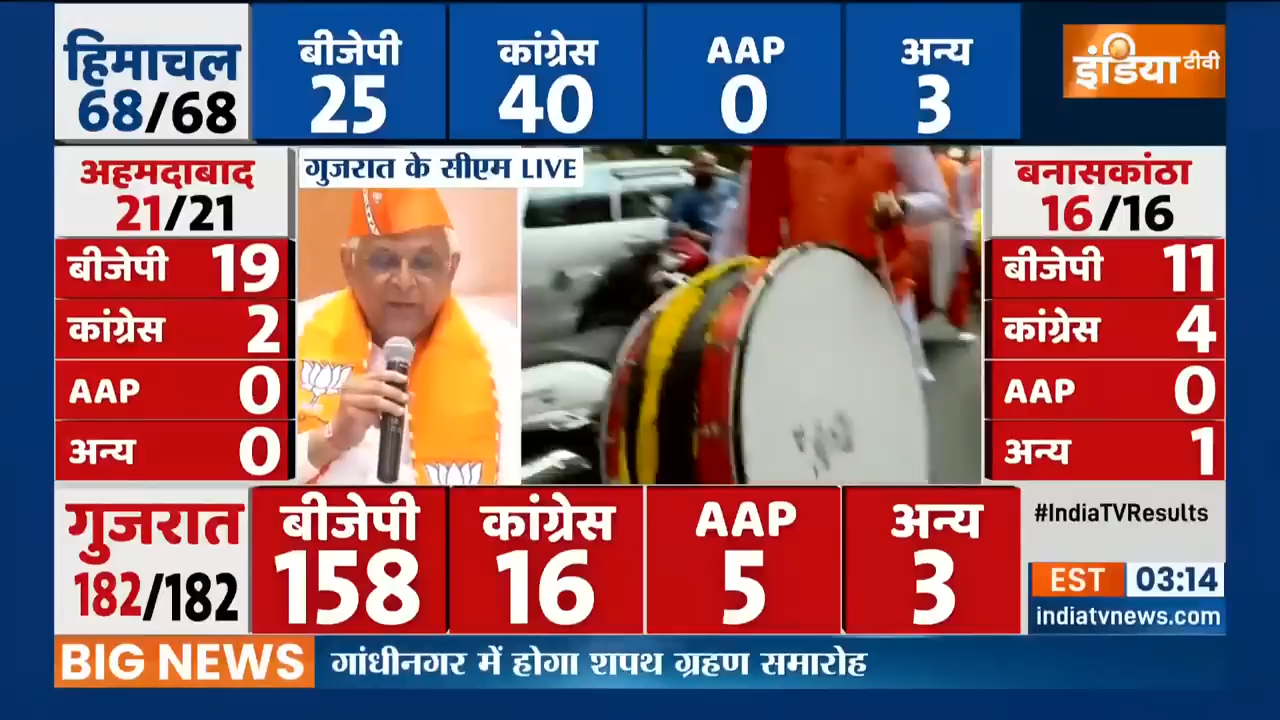 हिमाचल
68/68
बीजेपी
25
कांग्रेस
40
AAP
0
अन्य
3
इंडिया टीवी
अहमदाबाद
21/21
बीजेपी 19
कांग्रेस 2
AAP 0
अन्य 0
गुजरात के सीएम LIVE
बनासकांठा
16/16
बीजेपी 11
कांग्रेस 4
AAP 0
अन्य 1
गुजरात
182/182
बीजेपी
158
कांग्रेस
16
AAP
5
अन्य
3
#IndiaTVResults
EST 03:14
indiatvnews.com
BIG NEWS गांधीनगर में होगा शपथ ग्रहण समारोह